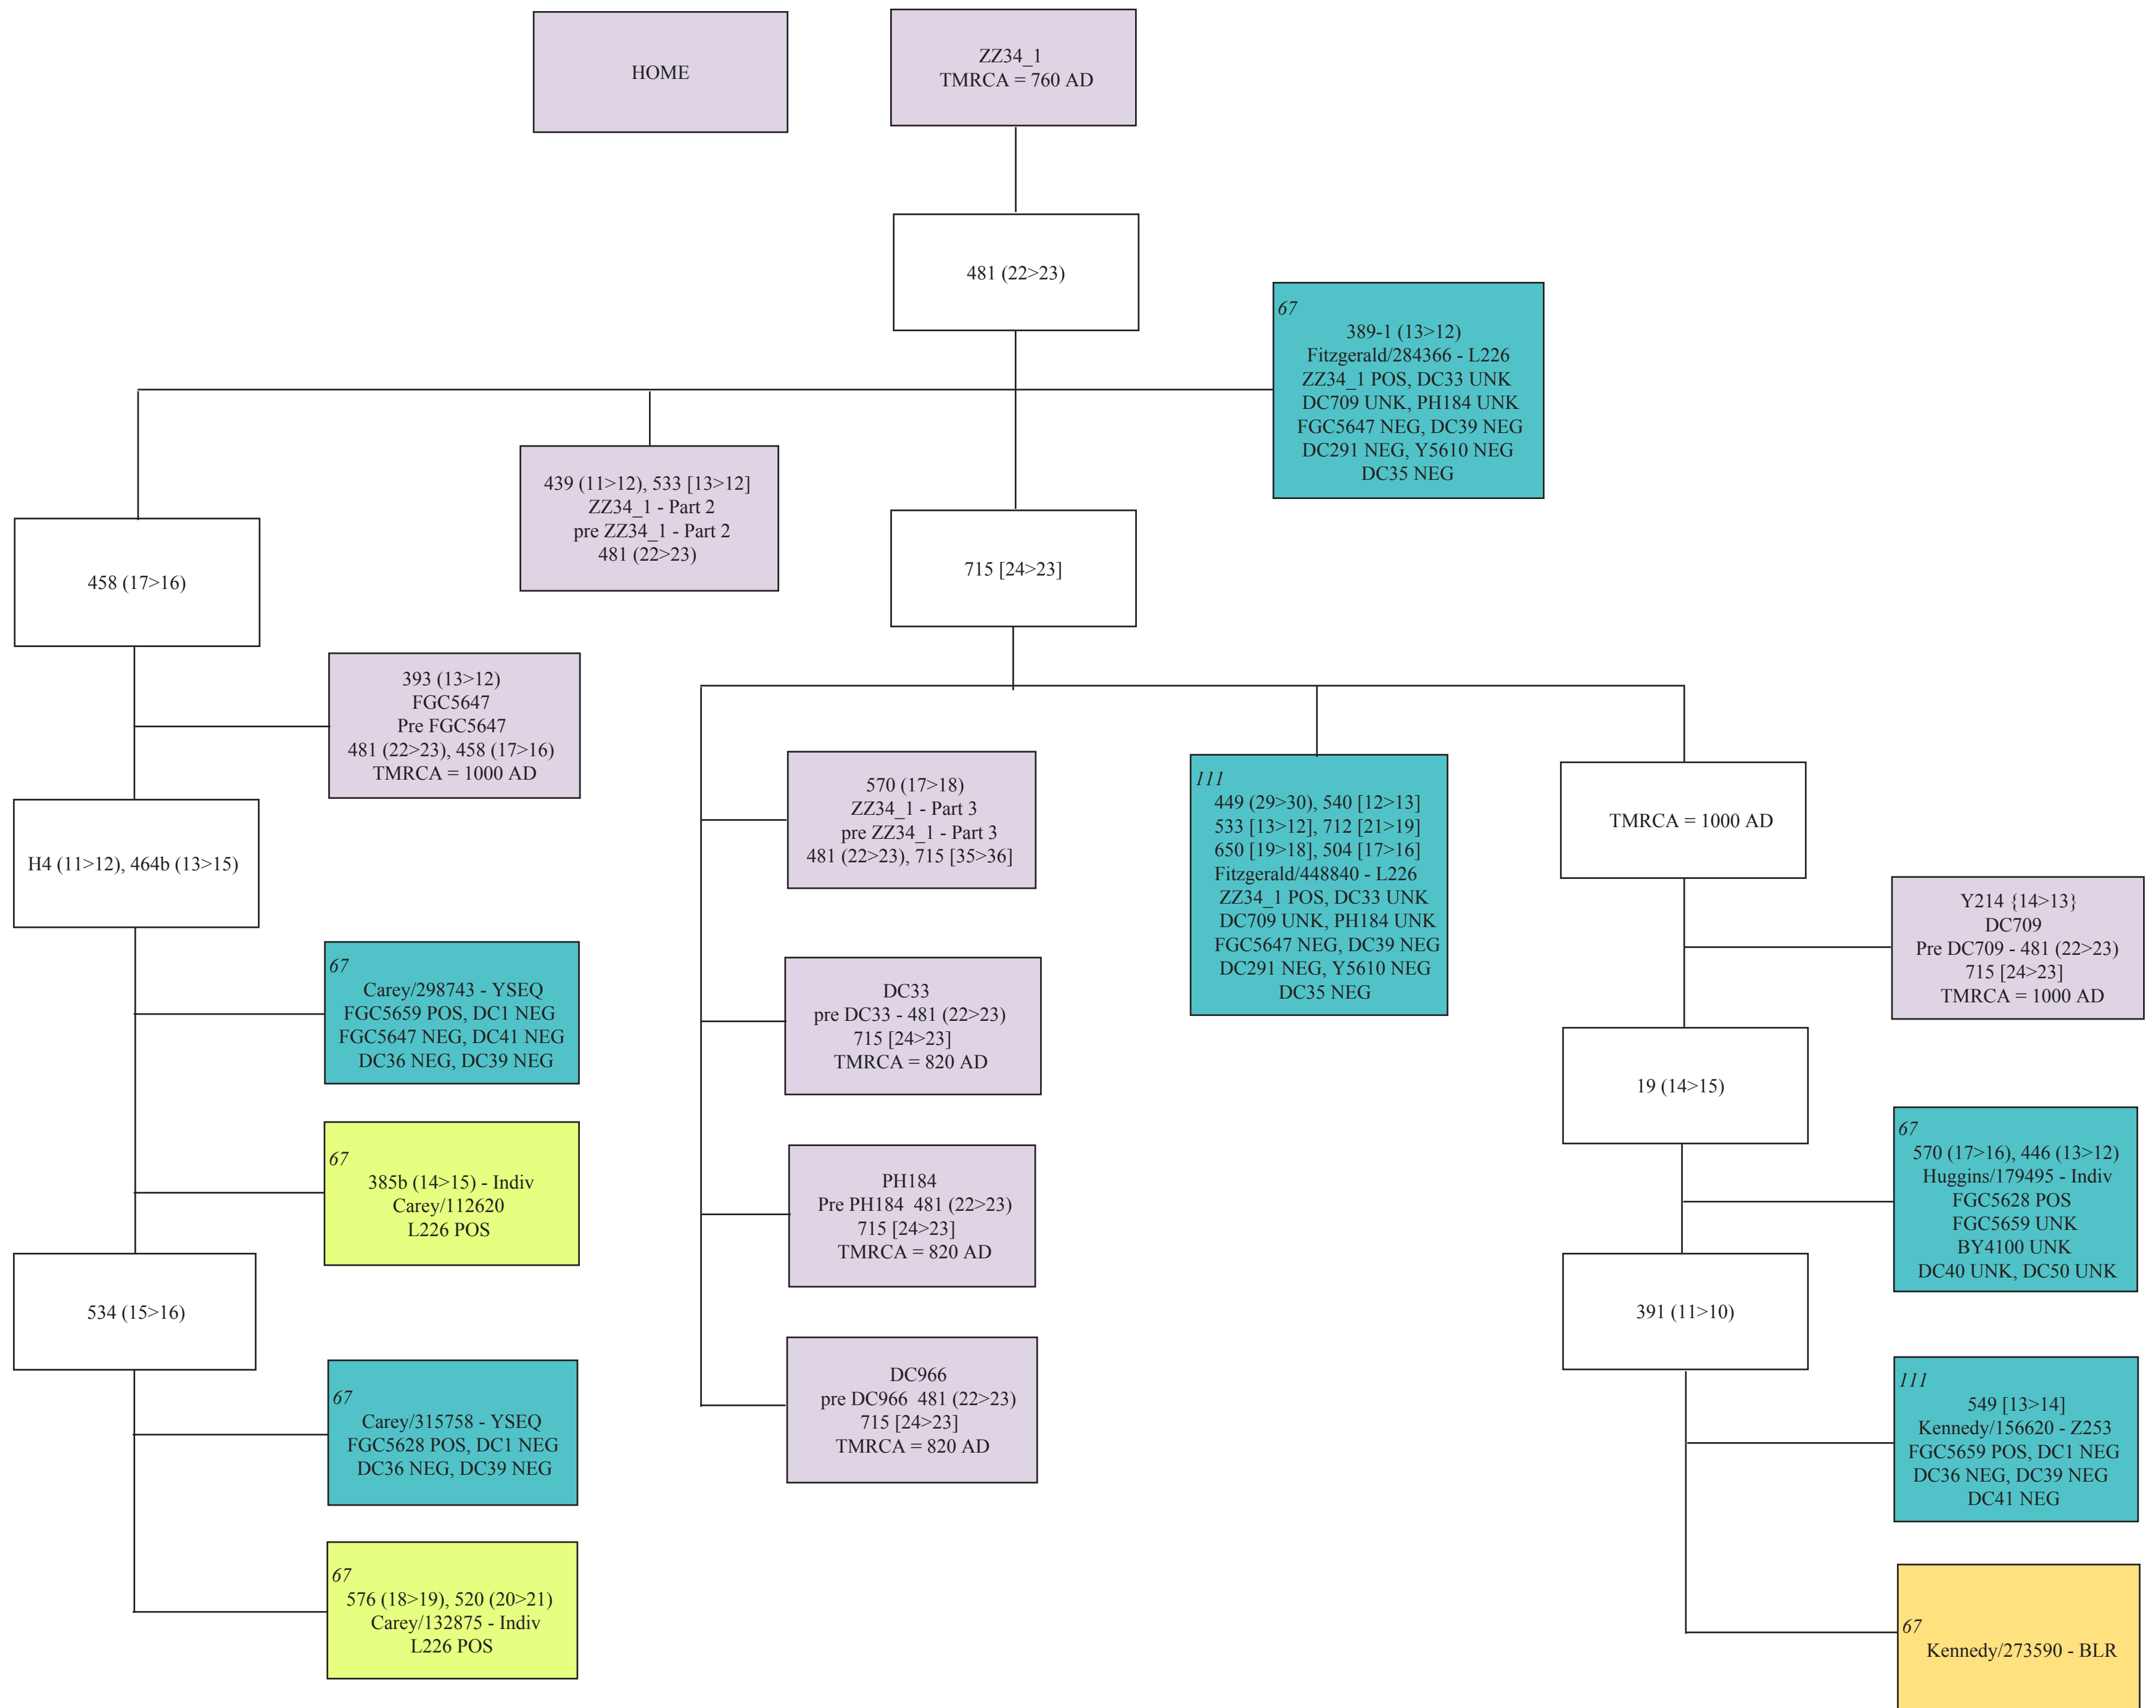 HOME
ZZ34_1
TMRCA = 760 AD
481 (22>23)
67
389-1 (13>12)
Fitzgerald/284366 - L226
ZZ34_1 POS, DC33 UNK
DC709 UNK, PH184 UNK
FGC5647 NEG, DC39 NEG
DC291 NEG, Y5610 NEG
DC35 NEG
439 (11>12), 533 [13>12]
ZZ34_1 - Part 2
pre ZZ34_1 - Part 2
481 (22>23)
458 (17>16)
715 [24>23]
393 (13>12)
FGC5647
Pre FGC5647
481 (22>23), 458 (17>16)
TMRCA = 1000 AD
H4 (11>12), 464b (13>15)
67
Carey/298743 - YSEQ
FGC5659 POS, DC1 NEG
FGC5647 NEG, DC41 NEG
DC36 NEG, DC39 NEG
67
385b (14>15) - Indiv
Carey/112620
L226 POS
534 (15>16)
67
Carey/315758 - YSEQ
FGC5628 POS, DC1 NEG
DC36 NEG, DC39 NEG
67
576 (18>19), 520 (20>21)
Carey/132875 - Indiv
L226 POS
570 (17>18)
ZZ34_1 - Part 3
pre ZZ34_1 - Part 3
481 (22>23), 715 [35>36]
DC33
pre DC33 - 481 (22>23)
715 [24>23]
TMRCA = 820 AD
PH184
Pre PH184  481 (22>23)
715 [24>23]
TMRCA = 820 AD
DC966
pre DC966  481 (22>23)
715 [24>23]
TMRCA = 820 AD
111
449 (29>30), 540 [12>13]
533 [13>12], 712 [21>19]
650 [19>18], 504 [17>16]
Fitzgerald/448840 - L226
ZZ34_1 POS, DC33 UNK
DC709 UNK, PH184 UNK
FGC5647 NEG, DC39 NEG
DC291 NEG, Y5610 NEG
DC35 NEG
TMRCA = 1000 AD
Y214 {14>13}
DC709
Pre DC709 - 481 (22>23)
715 [24>23]
TMRCA = 1000 AD
19 (14>15)
67
570 (17>16), 446 (13>12)
Huggins/179495 - Indiv
FGC5628 POS
FGC5659 UNK
BY4100 UNK
DC40 UNK, DC50 UNK
391 (11>10)
111
549 [13>14]
Kennedy/156620 - Z253
FGC5659 POS, DC1 NEG
DC36 NEG, DC39 NEG
DC41 NEG
67
Kennedy/273590 - BLR